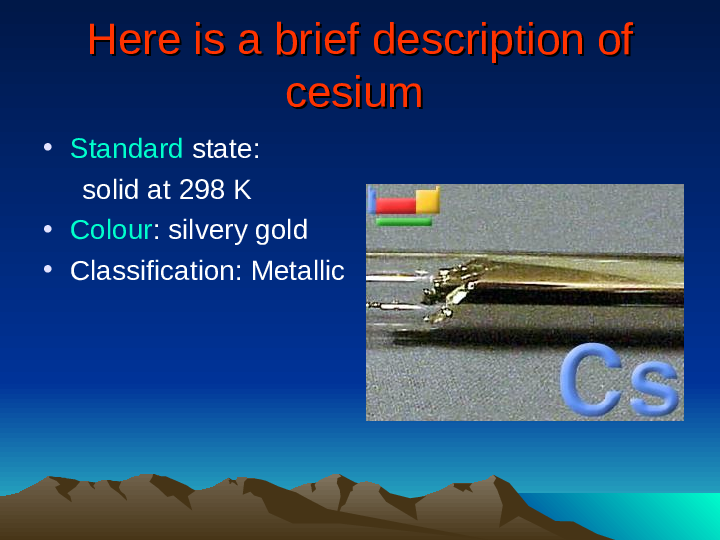 Here is a brief description of
cesium
• Standard state:
solid at 298 K
• Colour: silvery gold
• Classification: Metallic
Cs